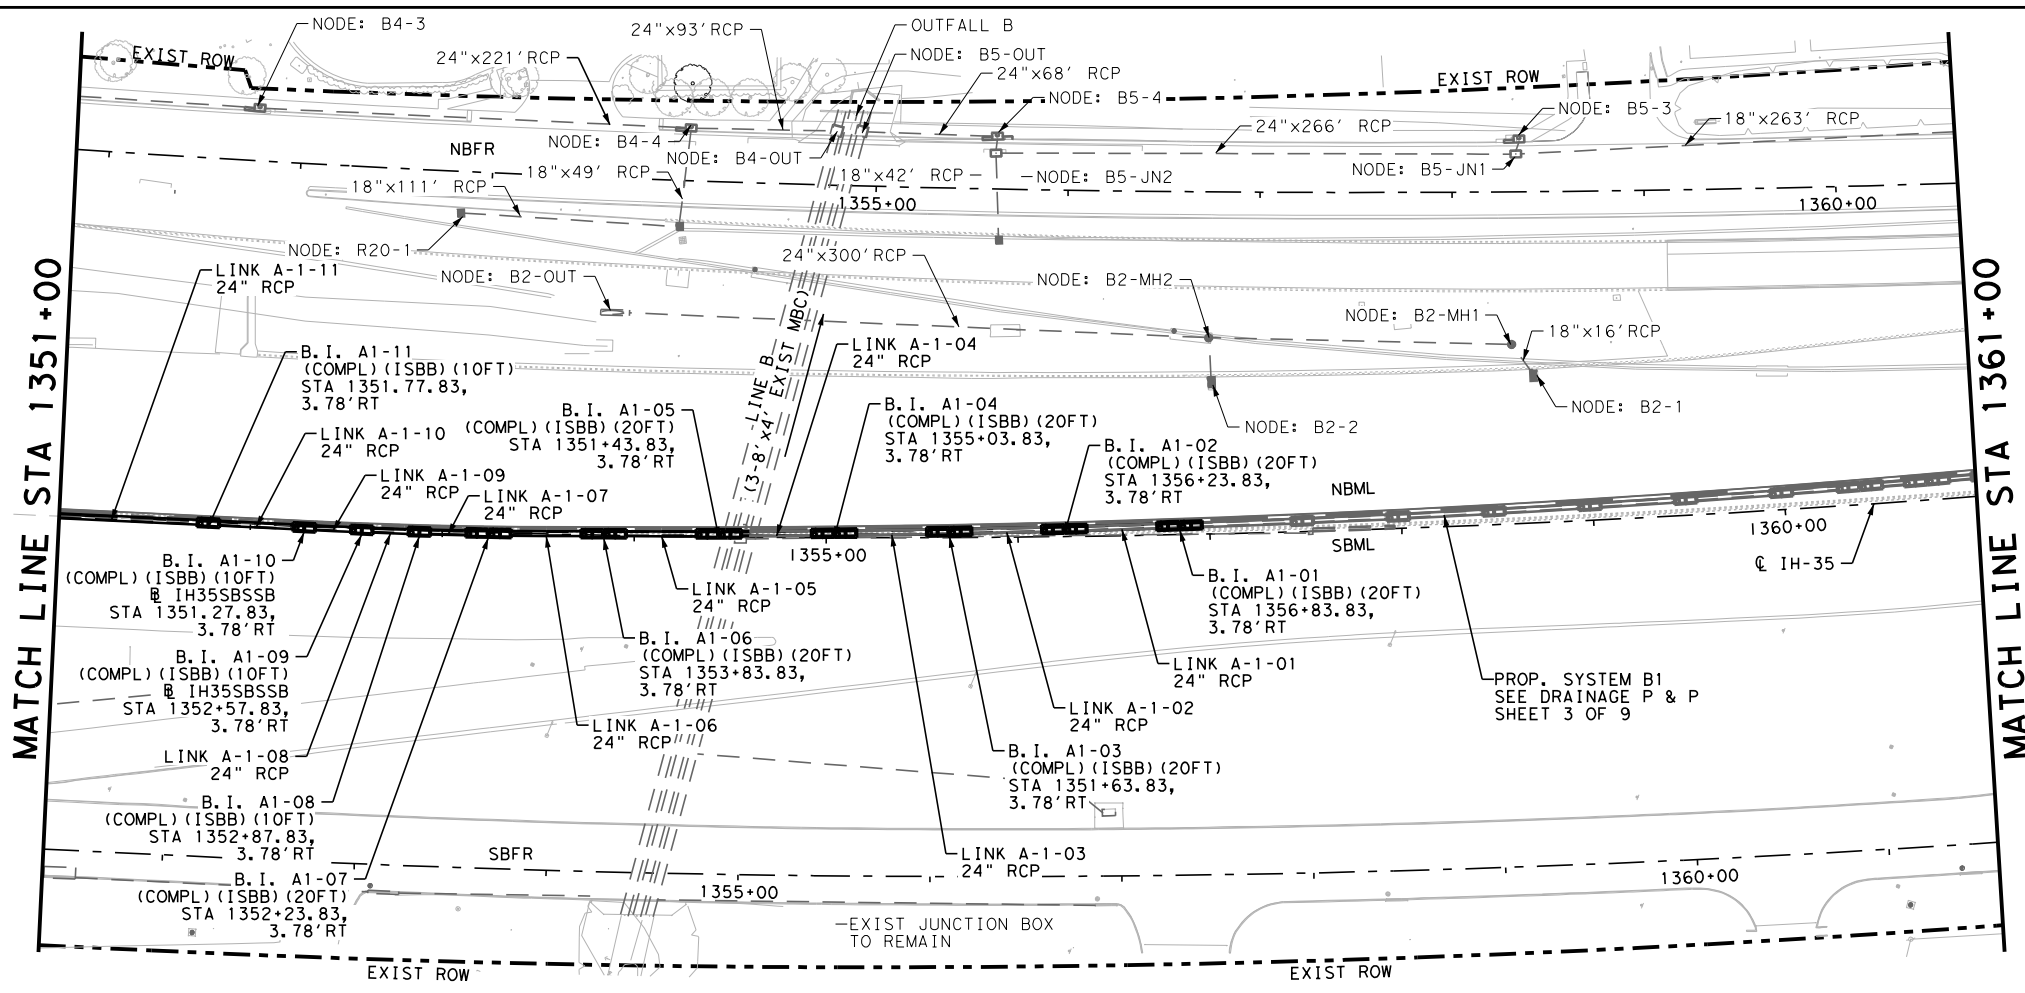 NODE: B4-3
24"x93'RCP
OUTFALL B
EXIST ROW
24"x221'RCP
NODE: B5-OUT
24"x68' RCP
EXIST ROW
NODE: B5-4
NODE: B5-3
24"x266' RCP
18"x263' RCP
NODE: B4-4
NBFR
NODE: B4-OUT
18"x49' RCP
18"x42' RCP
NODE: B5-JN2
NODE: B5-JN1
18"x111' RCP
1355+00
1360+00
NODE: R20-1
24"x300'RCP
NODE: B2-OUT
NODE: B2-MH2
NODE: B2-MH1
18"x16'RCP
LINK A-1-11
24" RCP
LINE B
(3-8'x4' EXIST MBC)
LINK A-1-04
24" RCP
B.I. A1-11
(COMPL)(ISBB)(10FT)
STA 1351.77.83,
3.78'RT
NODE: B2-1
NODE: B2-2
B.I. A1-05
(COMPL)(ISBB)(20FT)
STA 1351+43.83,
3.78'RT
B.I. A1-04
(COMPL)(ISBB)(20FT)
STA 1355+03.83,
3.78'RT
B.I. A1-02
(COMPL)(ISBB)(20FT)
STA 1356+23.83,
3.78'RT
LINK A-1-10
24" RCP
LINK A-1-09
24" RCP
LINK A-1-07
24" RCP
NBML
MATCH LINE STA 1351+00
MATCH LINE STA 1361+00
1355+00
SBML
1360+00
℄ IH-35
B.I. A1-10
(COMPL)(ISBB)(10FT)
BL IH35SBSSB
STA 1351.27.83,
3.78'RT
LINK A-1-05
24" RCP
B.I. A1-01
(COMPL)(ISBB)(20FT)
STA 1356+83.83,
3.78'RT
B.I. A1-09
(COMPL)(ISBB)(10FT)
BL IH35SBSSB
STA 1352+57.83,
3.78'RT
B.I. A1-06
(COMPL)(ISBB)(20FT)
STA 1353+83.83,
3.78'RT
LINK A-1-01
24" RCP
PROP. SYSTEM B1
SEE DRAINAGE P & P
SHEET 3 OF 9
LINK A-1-06
24" RCP
LINK A-1-02
24" RCP
LINK A-1-08
24" RCP
B.I. A1-03
(COMPL)(ISBB)(20FT)
STA 1351+63.83,
3.78'RT
B.I. A1-08
(COMPL)(ISBB)(10FT)
STA 1352+87.83,
3.78'RT
SBFR
LINK A-1-03
24" RCP
B.I. A1-07
(COMPL)(ISBB)(20FT)
STA 1352+23.83,
3.78'RT
1355+00
1360+00
EXIST JUNCTION BOX
TO REMAIN
EXIST ROW
EXIST ROW